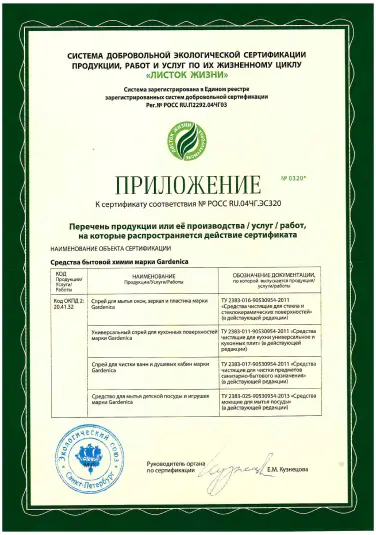 СИСТЕМА ДОБРОВОЛЬНОЙ ЭКОЛОГИЧЕСКОЙ СЕРТИФИКАЦИИ
ПРОДУКЦИИ, РАБОТ И УСЛУГ ПО ИХ ЖИЗНЕННОМУ ЦИКЛУ
«ЛИСТОК ЖИЗНИ»
Система зарегистрирована в Едином реестре
зарегистрированных систем добровольной сертификации
Рег.№ РОСС RU.П2292.04ЧГ03
ЛИСТОК ЖИЗНИ
№ 0320*
ПРИЛОЖЕНИЕ
К сертификату соответствия № РОСС RU.04ЧГ.ЭС320
Перечень продукции или её производства / услуг / работ,
на которые распространяется действие сертификата
НАИМЕНОВАНИЕ ОБЪЕКТА СЕРТИФИКАЦИИ
Средства бытовой химии марки Gardenica
КОД
Продукции/
Услуги/
Работы
НАИМЕНОВАНИЕ
Продукции/Услуги/Работы
ОБОЗНАЧЕНИЕ ДОКУМЕНТАЦИИ,
по которой выпускается продукция/
услуги/работы
Код ОКПД 2:
20.41.32
Спрей для мытья окон, зеркал и пластика марки
Gardenica
ТУ 2383-016-90530954-2011
«Средства чистящие для стекла и
стеклокерамических поверхностей»
(в действующей редакции)
Универсальный спрей для кухонных поверхностей
марки Gardenica
ТУ 2383-011-90530954-2011 «Средства
чистящие для кухни универсальное и
кухонных плит» (в действующей
редакции)
Спрей для чистки ванн и душевых кабин марки
Gardenica
ТУ 2383-017-90530954-2011 «Средства
чистящие для чистки предметов
санитарно-бытового назначения»
(в действующей редакции)
Средство для мытья детской посуды и игрушек
марки Gardenica
ТУ 2383-025-90530954-2013 «Средства
моющие для мытья посуды»
(в действующей редакции)
Экологический союз
Санкт-Петербург
Руководитель органа
по сертификации
Е.М. Кузнецова